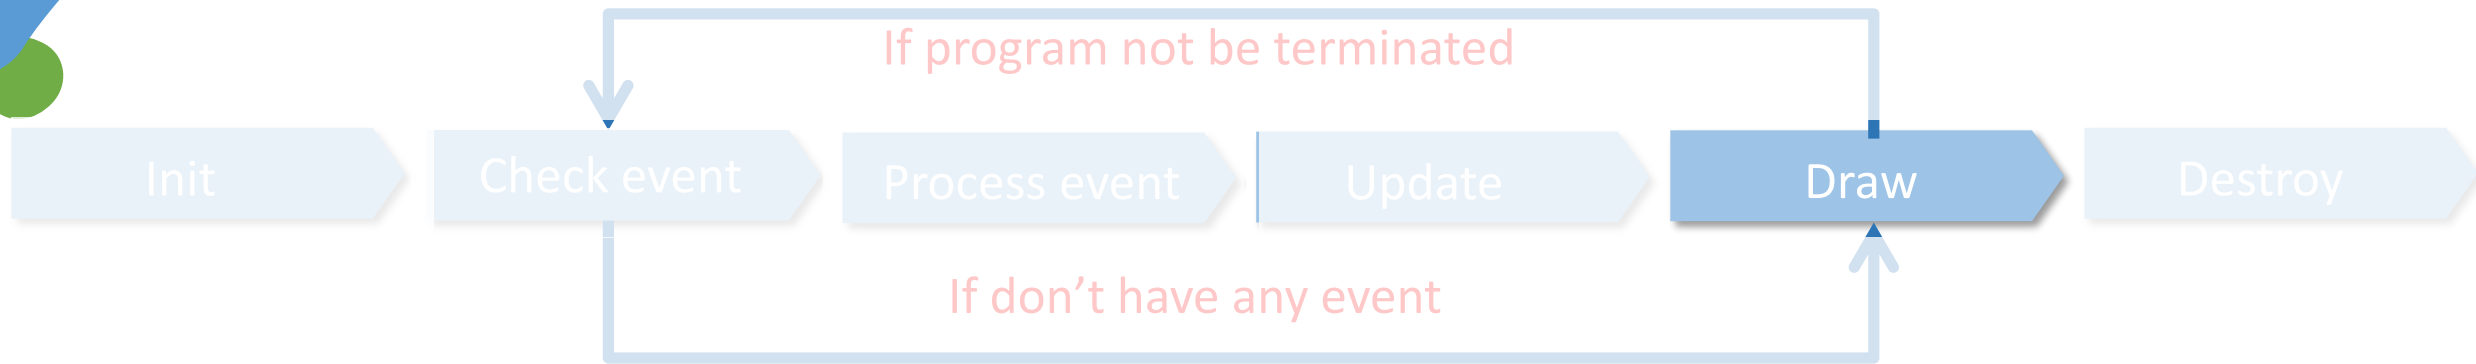 If program not be terminated
Init
Check event
Process event
Update
Draw
Destroy
If don’t have any event